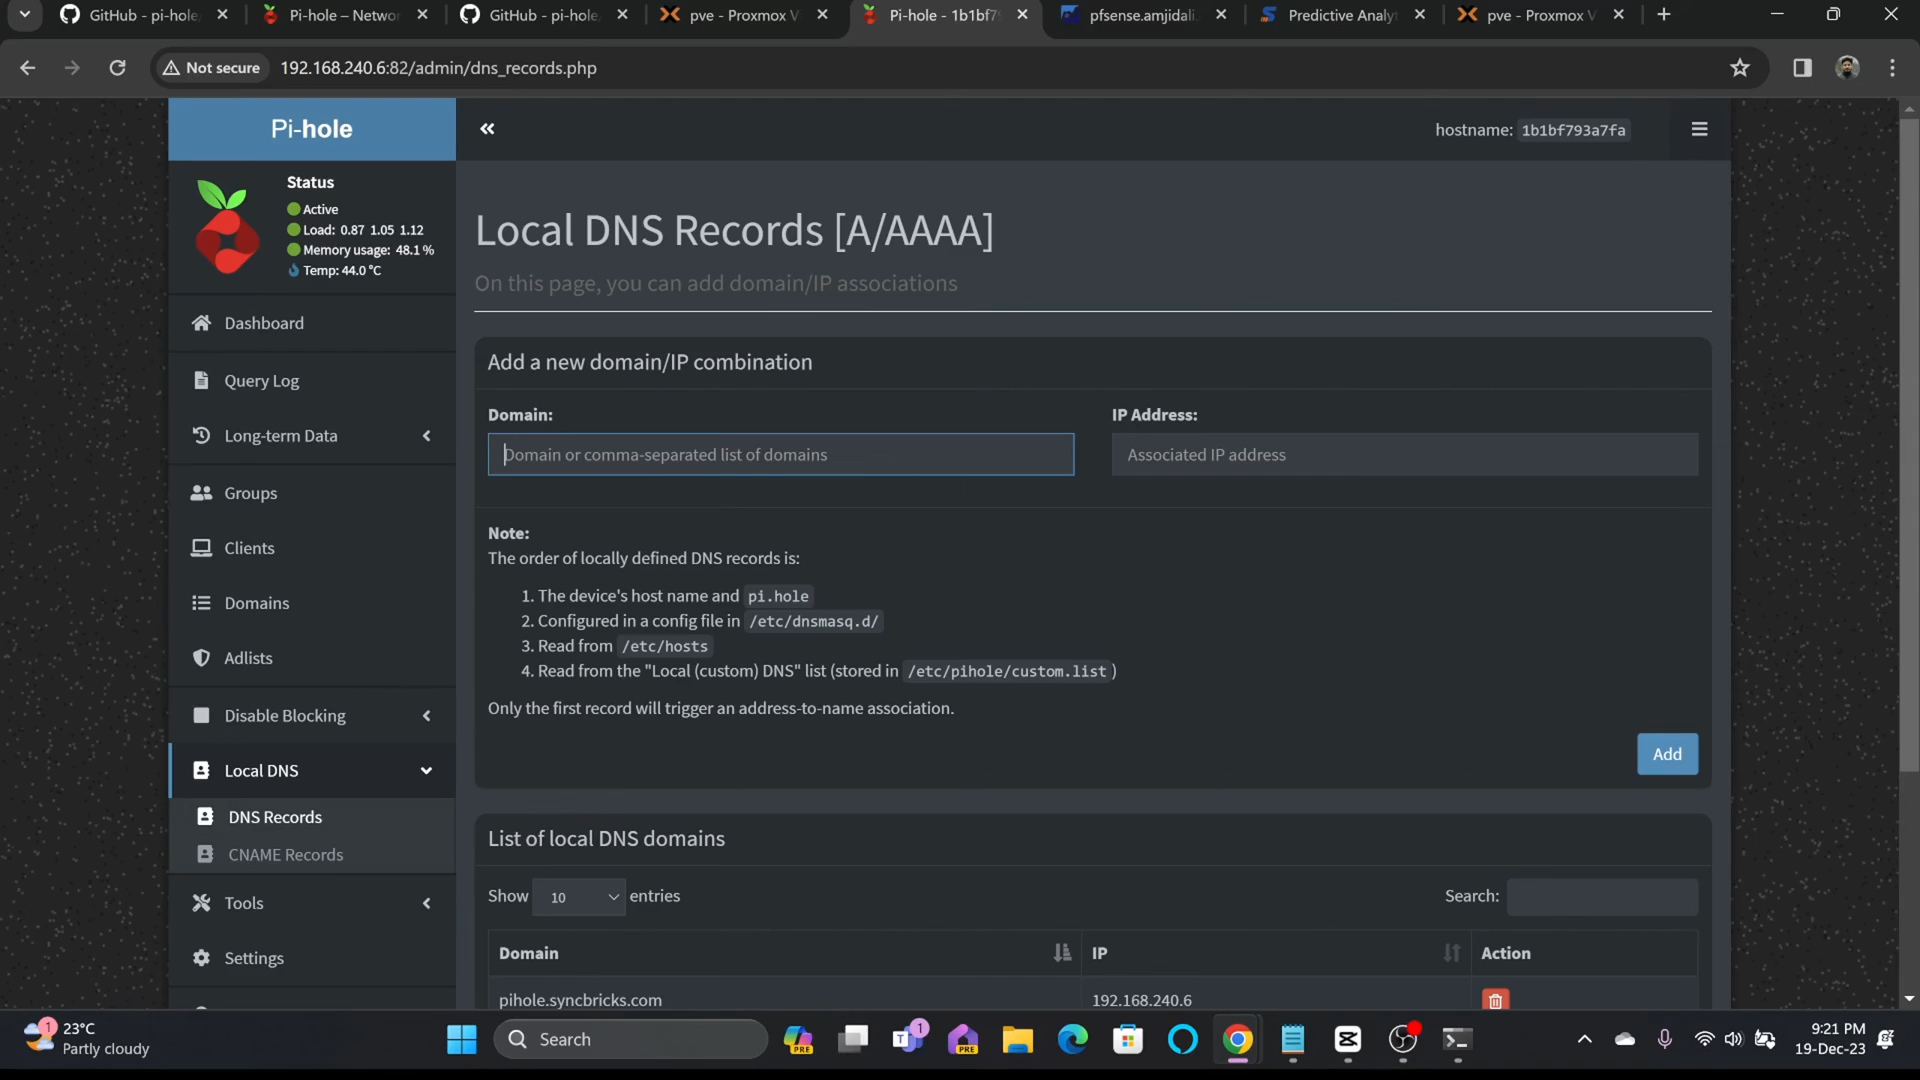 GitHub - pi-hole,
Pi-hole – Netwo
GitHub - pi-hole,
pve - Proxmox V
Pi-hole - 1b1bf79
pfsense.amjidali.
Predictive Analyt
pve - Proxmox V
Not secure
192.168.240.6:82/admin/dns_records.php
Pi-hole
hostname: 1b1bf793a7fa
Status
Active
Load: 0.87 1.05 1.12
Memory usage: 48.1 %
Temp: 44.0 °C
Dashboard
Query Log
Long-term Data
Groups
Clients
Domains
Adlists
Disable Blocking
Local DNS
DNS Records
CNAME Records
Tools
Settings
Local DNS Records [A/AAAA]
On this page, you can add domain/IP associations
Add a new domain/IP combination
Domain:
IP Address:
Domain or comma-separated list of domains
Associated IP address
Note:
The order of locally defined DNS records is:
1. The device's host name and pi.hole
2. Configured in a config file in /etc/dnsmasq.d/
3. Read from /etc/hosts
4. Read from the "Local (custom) DNS" list (stored in /etc/pihole/custom.list )
Only the first record will trigger an address-to-name association.
Add
List of local DNS domains
Show 10 entries
Search:
Domain
IP
Action
pihole.syncbricks.com
192.168.240.6
1
23°C
Partly cloudy
Search
PRE
1
PRE
9:21 PM
19-Dec-23